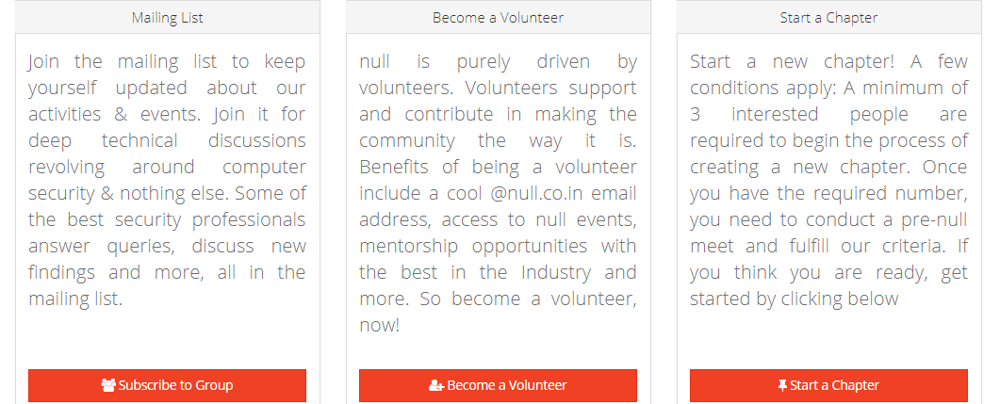 Mailing List
Join the mailing list to keep
yourself updated about our
activities & events. Join it for
deep technical discussions
revolving around computer
security & nothing else. Some of
the best security professionals
answer queries, discuss new
findings and more, all in the
mailing list.
Subscribe to Group
Become a Volunteer
null is purely driven by
volunteers. Volunteers support
and contribute in making the
community the way it is.
Benefits of being a volunteer
include a cool @null.co.in email
address, access to null events,
mentorship opportunities with
the best in the Industry and
more. So become a volunteer,
now!
Become a Volunteer
Start a Chapter
Start a new chapter! A few
conditions apply: A minimum of
3 interested people are
required to begin the process of
creating a new chapter. Once
you have the required number,
you need to conduct a pre-null
meet and fulfill our criteria. If
you think you are ready, get
started by clicking below
Start a Chapter